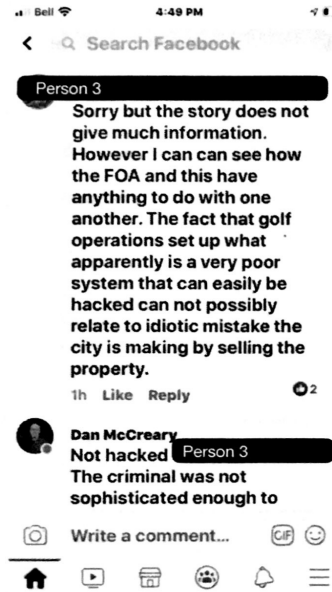 Bell 4:49 PM
Search Facebook
Person 3
Sorry but the story does not
give much information.
However I can can see how
the FOA and this have
anything to do with one
another. The fact that golf
operations set up what
apparently is a very poor
system that can easily be
hacked can not possibly
relate to idiotic mistake the
city is making by selling the
property.
1h Like Reply 2
Dan McCreary
Not hacked Person 3
The criminal was not
sophisticated enough to
Write a comment... GIF